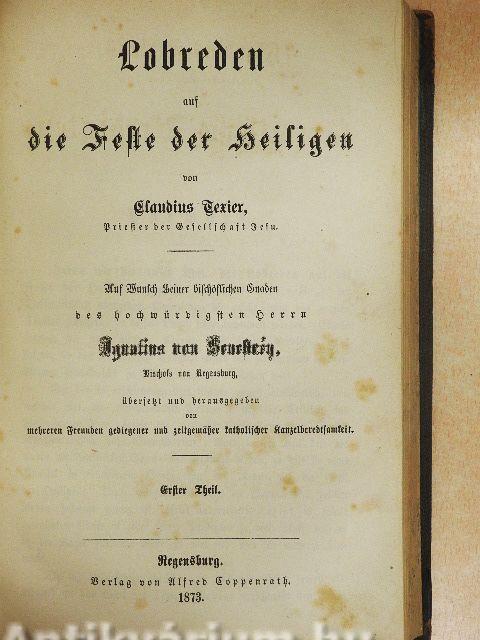 Lobreden
auf
die Feste der Heiligen
von
Claudius Texier,
Priester der Gesellschaft Jesu.
Auf Wunsch Seiner bischöflichen Gnaden
des hochwürdigsten Herrn
Ignatius von Senestréy,
Bischofs von Regensburg,
übersetzt und herausgegeben
von
mehreren Freunden gediegener und zeitgemäßer katholischer Kanzelberedtsamkeit.
Erster Theil.
Regensburg.
Verlag von Alfred Coppenrath.
1873.
Antikvárium.hu